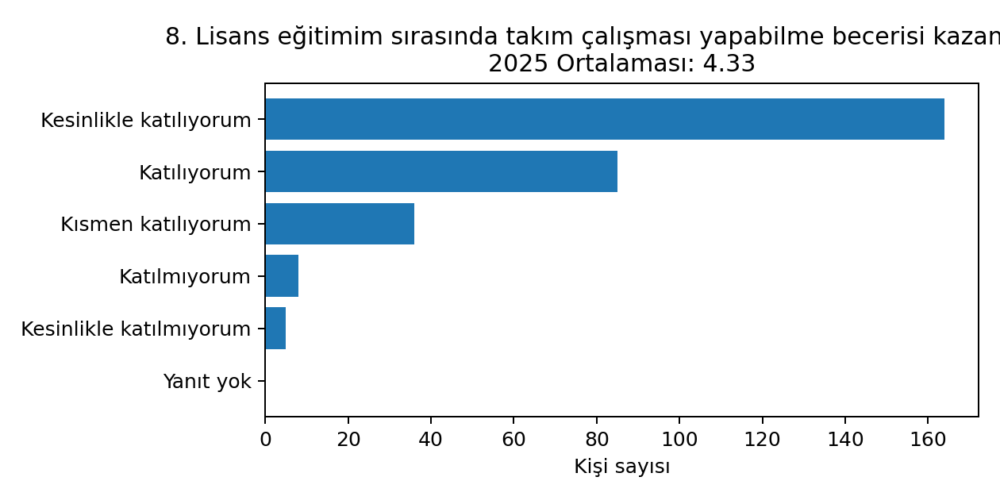 8. Lisans eğitimim sırasında takım çalışması yapabilme becerisi
2025 Ortalaması: 4.33
Kesinlikle katılıyorum
Katılıyorum
Kısmen katılıyorum
Katılmıyorum
Kesinlikle katılmıyorum
Yanıt yok
0 20 40 60 80 100 120 140 160
Kişi sayısı